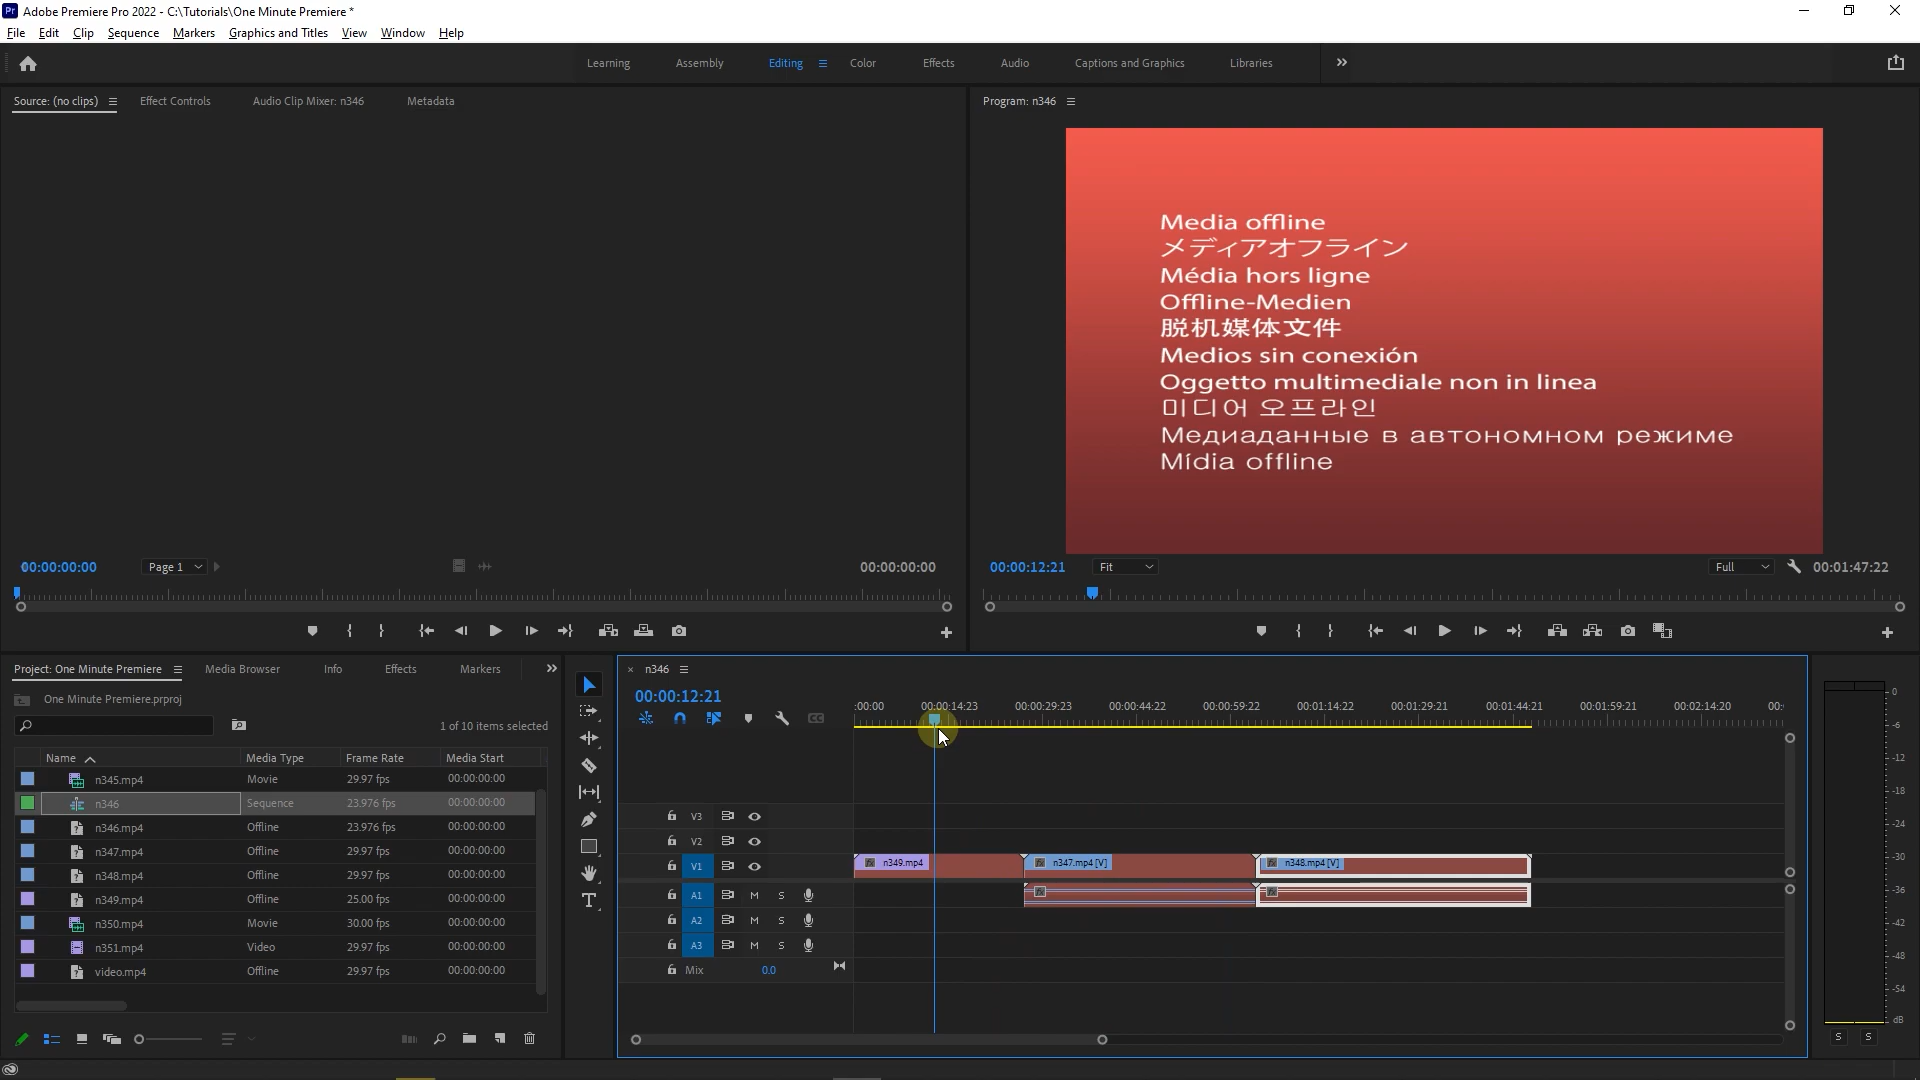 Adobe Premiere Pro 2022 - C:\Tutorials\One Minute Premiere *
File Edit Clip Sequence Markers Graphics and Titles View Window Help
Learning Assembly Editing Color Effects Audio Captions and Graphics Libraries
Source: (no clips) Effect Controls Audio Clip Mixer: n346 Metadata
Program: n346
Media offline
メディアオフライン
Média hors ligne
Offline-Medien
脱机媒体文件
Medios sin conexión
Oggetto multimediale non in linea
미디어 오프라인
Медиаданные в автономном режиме
Mídia offline
00:00:00:00 Page 1 00:00:00:00
00:00:12:21 Fit Full 00:01:47:22
Project: One Minute Premiere Media Browser Info Effects Markers
One Minute Premiere.prproj
1 of 10 items selected
Name Media Type Frame Rate Media Start
n345.mp4 Movie 29.97 fps 00:00:00:00
n346 Sequence 23.976 fps 00:00:00:00
n346.mp4 Offline 23.976 fps 00:00:00:00
n347.mp4 Offline 29.97 fps 00:00:00:00
n348.mp4 Offline 29.97 fps 00:00:00:00
n349.mp4 Offline 25.00 fps 00:00:00:00
n350.mp4 Movie 30.00 fps 00:00:00:00
n351.mp4 Video 29.97 fps 00:00:00:00
video.mp4 Offline 29.97 fps 00:00:00:00
n346
00:00:12:21
:00:00 00:00:14:23 00:00:29:23 00:00:44:22 00:00:59:22 00:01:14:22 00:01:29:21 00:01:44:21 00:01:59:21 00:02:14:20 00:
V3
V2
V1 n349.mp4 n347.mp4 [V] n348.mp4 [V]
A1 M S
A2 M S
A3 M S
Mix 0.0
0
-6
-12
-18
-24
-30
-36
-42
-48
-54
dB
S S